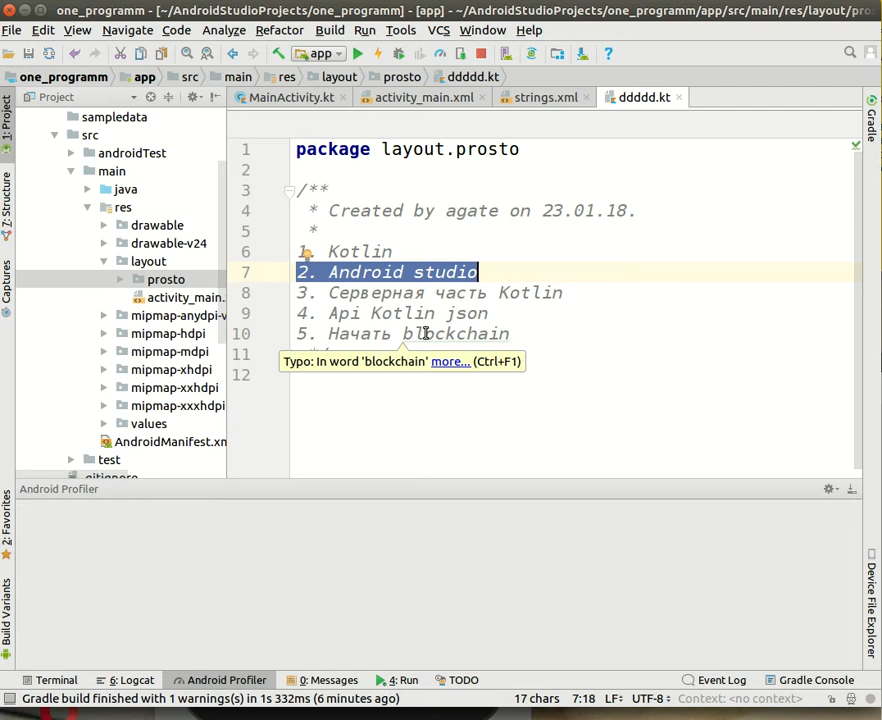 one_programm - [~/AndroidStudioProjects/one_programm] - [app] - ~/AndroidStudioProjects/one_programm/app/src/main/res/layout/pro
File Edit View Navigate Code Analyze Refactor Build Run Tools VCS Window Help
app
one_programm app src main res layout prosto ddddd.kt
Project
MainActivity.kt activity_main.xml strings.xml ddddd.kt
1: Project
7: Structure
Captures
2: Favorites
Build Variants
sampledata
src
androidTest
main
java
res
drawable
drawable-v24
layout
prosto
activity_main.
mipmap-anydpi-v
mipmap-hdpi
mipmap-mdpi
mipmap-xhdpi
mipmap-xxhdpi
mipmap-xxxhdpi
values
AndroidManifest.xm
test
.gitignore
1 package layout.prosto
2
3 /**
4 * Created by agate on 23.01.18.
5 *
6 1. Kotlin
7 2. Android studio
8 3. Серверная часть Kotlin
9 4. Api Kotlin json
10 5. Начать blockchain
11
12
Typo: In word 'blockchain' more... (Ctrl+F1)
Gradle
Device File Explorer
Android Profiler
Terminal 6: Logcat Android Profiler 0: Messages 4: Run TODO Event Log Gradle Console
Gradle build finished with 1 warnings(s) in 1s 332ms (6 minutes ago) 17 chars 7:18 LF UTF-8 Context: <no context>